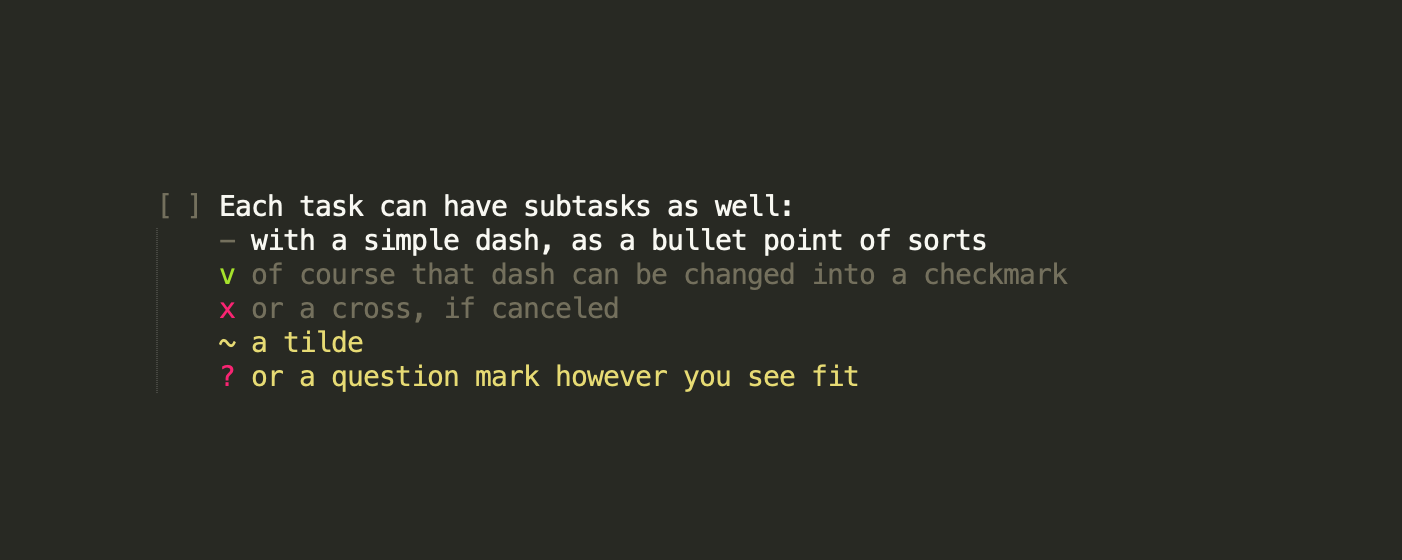 [ ] Each task can have subtasks as well:
– with a simple dash, as a bullet point of sorts
v of course that dash can be changed into a checkmark
x or a cross, if canceled
~ a tilde
? or a question mark however you see fit